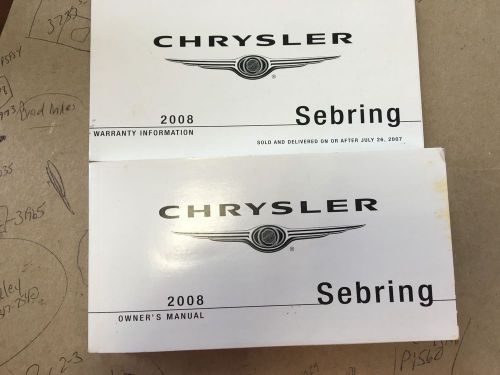 3782
CHRYSLER
®
2008 Sebring
WARRANTY INFORMATION
SOLD AND DELIVERED ON OR AFTER JULY 26, 2007
CHRYSLER
®
2008 Sebring
OWNER'S MANUAL